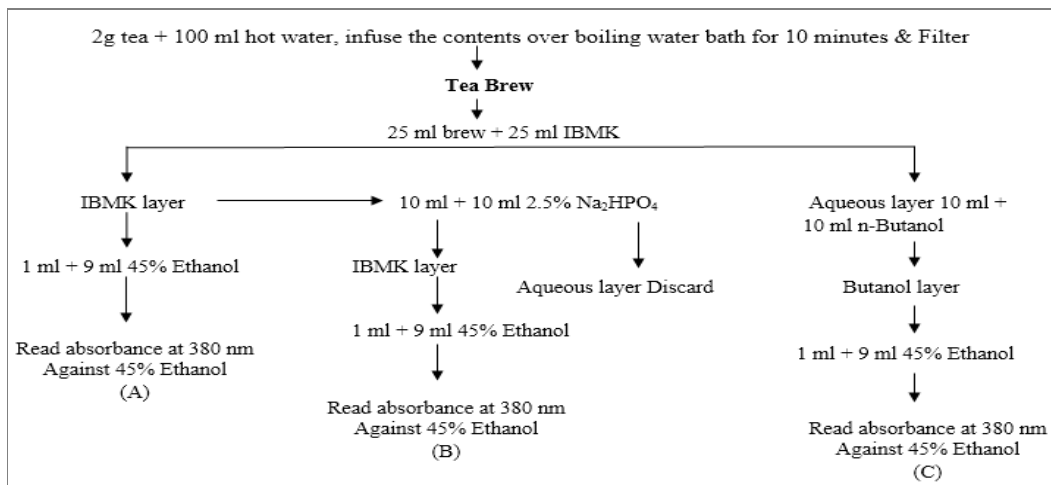 2g tea + 100 ml hot water, infuse the contents over boiling water bath for 10 minutes & Filter
Tea Brew
25 ml brew + 25 ml IBMK
IBMK layer
1 ml + 9 ml 45% Ethanol
Read absorbance at 380 nm
Against 45% Ethanol
(A)
10 ml + 10 ml 2.5% Na₂HPO₄
IBMK layer
Aqueous layer Discard
1 ml + 9 ml 45% Ethanol
Read absorbance at 380 nm
Against 45% Ethanol
(B)
Aqueous layer 10 ml +
10 ml n-Butanol
Butanol layer
1 ml + 9 ml 45% Ethanol
Read absorbance at 380 nm
Against 45% Ethanol
(C)